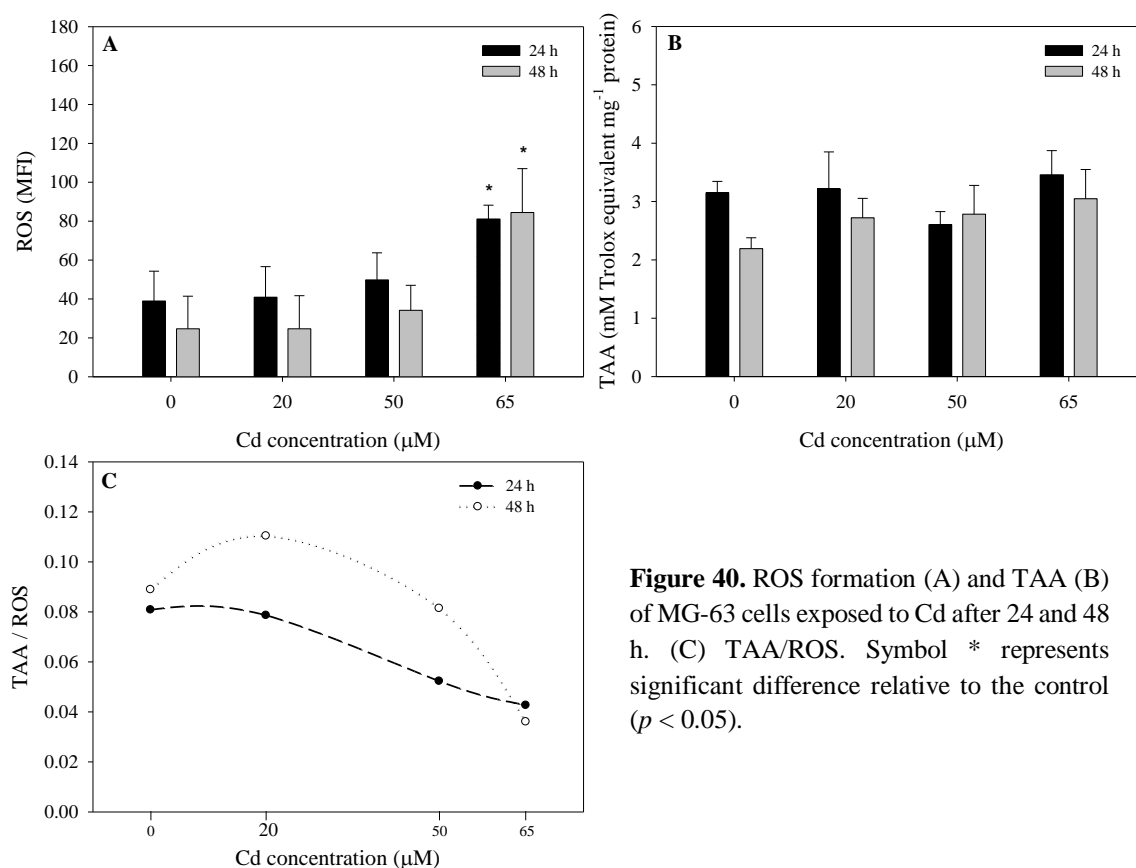 A
24 h
48 h
ROS (MFI)
180
160
140
120
100
80
60
40
20
0
*
*
0 20 50 65
Cd concentration (μM)
B
24 h
48 h
TAA (mM Trolox equivalent mg⁻¹ protein)
6
5
4
3
2
1
0
0 20 50 65
Cd concentration (μM)
C
24 h
48 h
TAA / ROS
0.14
0.12
0.10
0.08
0.06
0.04
0.02
0.00
0 20 50 65
Cd concentration (μM)
Figure 40. ROS formation (A) and TAA (B)
of MG-63 cells exposed to Cd after 24 and 48
h. (C) TAA/ROS. Symbol * represents
significant difference relative to the control
(p < 0.05).